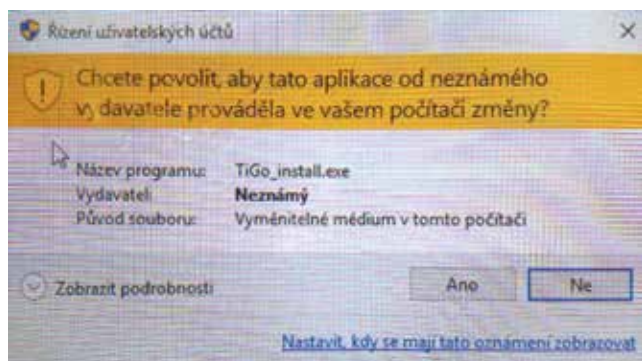 Řízení uživatelských účtů
Chcete povolit, aby tato aplikace od neznámého
vydavatele prováděla ve vašem počítači změny?
Název programu: TiGo_install.exe
Vydavatel: Neznámý
Původ souboru: Vyměnitelné médium v tomto počítači
Zobrazit podrobnosti
Ano
Ne
Nastavit, kdy se mají tato oznámení zobrazovat